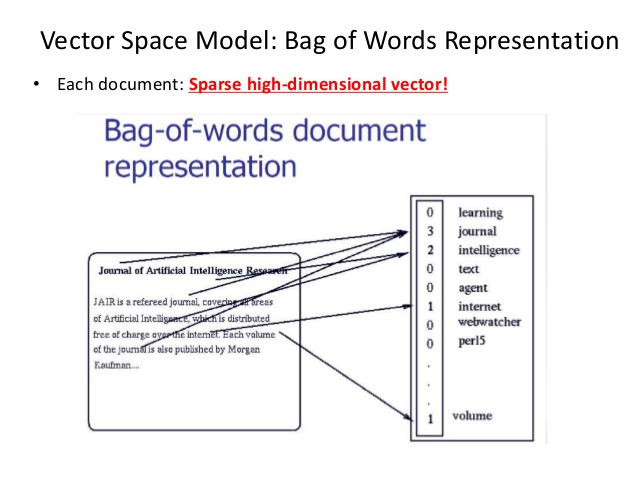 Vector Space Model: Bag of Words Representation
• Each document: Sparse high-dimensional vector!
Bag-of-words document
representation
Journal of Artificial Intelligence Research
JAIR is a refereed journal, covering all areas
of Artificial Intelligence, which is distributed
free of charge over the internet. Each volume
of the journal is also published by Morgan
Kaufman....
0 learning
3 journal
2 intelligence
0 text
0 agent
1 internet
0 webwatcher
0 perl5
.
.
.
1 volume